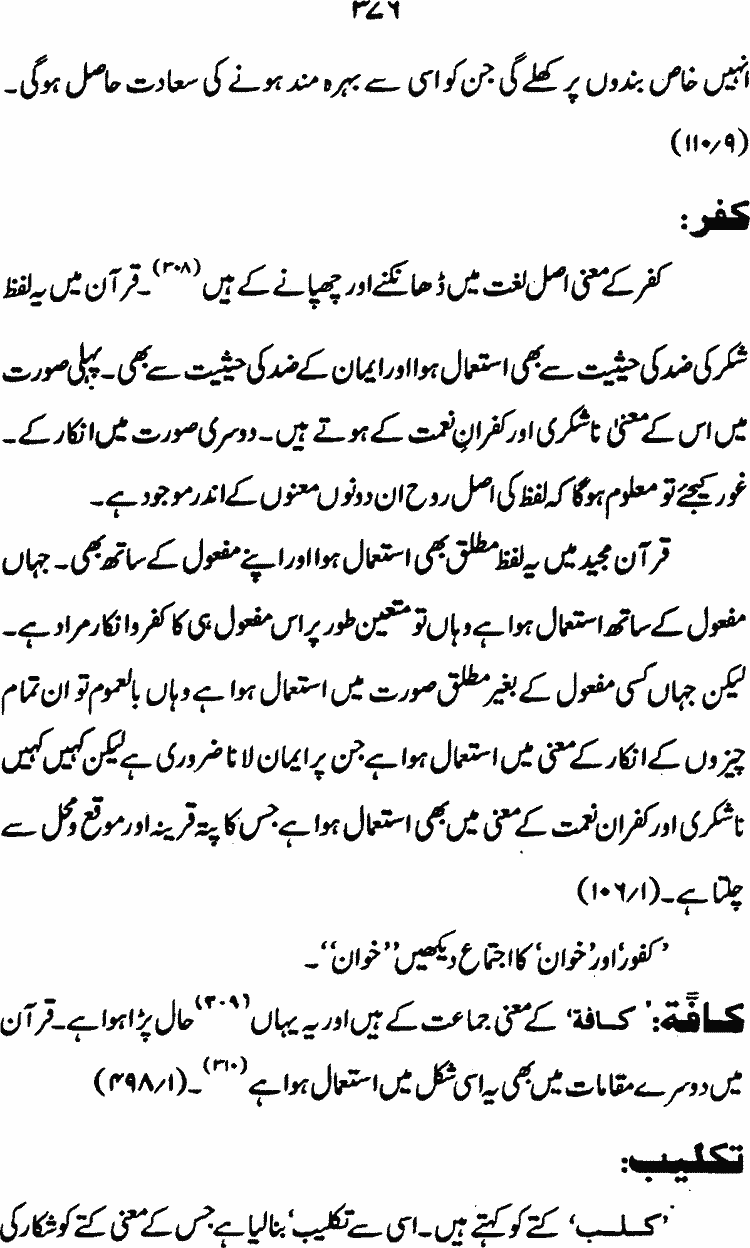 ۳۷۶
انہیں خاص بندوں پر کھلے گی جن کو اسی سے بہرہ مند ہونے کی سعادت حاصل ہوگی۔
(۱۱۰/۹)
کفر:
کفر کے معنی اصل لغت میں ڈھانکنے اور چھپانے کے ہیں (۳۰۸)۔ قرآن میں یہ لفظ
شکر کی ضد کی حیثیت سے بھی استعمال ہوا اور ایمان کے ضد کی حیثیت سے بھی۔ پہلی صورت
میں اس کے معنیٰ ناشکری اور کفرانِ نعمت کے ہوتے ہیں۔ دوسری صورت میں انکار کے۔
غور کیجئے تو معلوم ہوگا کہ لفظ کی اصل روح ان دونوں معنوں کے اندر موجود ہے۔
قرآن مجید میں یہ لفظ مطلق بھی استعمال ہوا اور اپنے مفعول کے ساتھ بھی۔ جہاں
مفعول کے ساتھ استعمال ہوا ہے وہاں تو متعین طور پر اس مفعول ہی کا کفر و انکار مراد ہے۔
لیکن جہاں کسی مفعول کے بغیر مطلق صورت میں استعمال ہوا ہے وہاں بالعموم تو ان تمام
چیزوں کے انکار کے معنی میں استعمال ہوا ہے جن پر ایمان لانا ضروری ہے لیکن کہیں کہیں
ناشکری اور کفران نعمت کے معنی میں بھی استعمال ہوا ہے جس کا پتہ قرینہ اور موقع و محل سے
چلتا ہے۔ (۱۰۶/۱)
’کفور‘ اور ’خوان‘ کا اجتماع دیکھیں ’’خوان‘‘۔
کافَّة: ’کافة‘ کے معنی جماعت کے ہیں اور یہ یہاں (۳۰۹) حال پڑا ہوا ہے۔ قرآن
میں دوسرے مقامات میں بھی یہ اسی شکل میں استعمال ہوا ہے (۳۱۰)۔ (۴۹۸/۱)
تکلیب:
’کلب‘ کتے کو کہتے ہیں۔ اسی سے تکلیب‘ بنا لیا ہے جس کے معنی کتے کو شکار کی